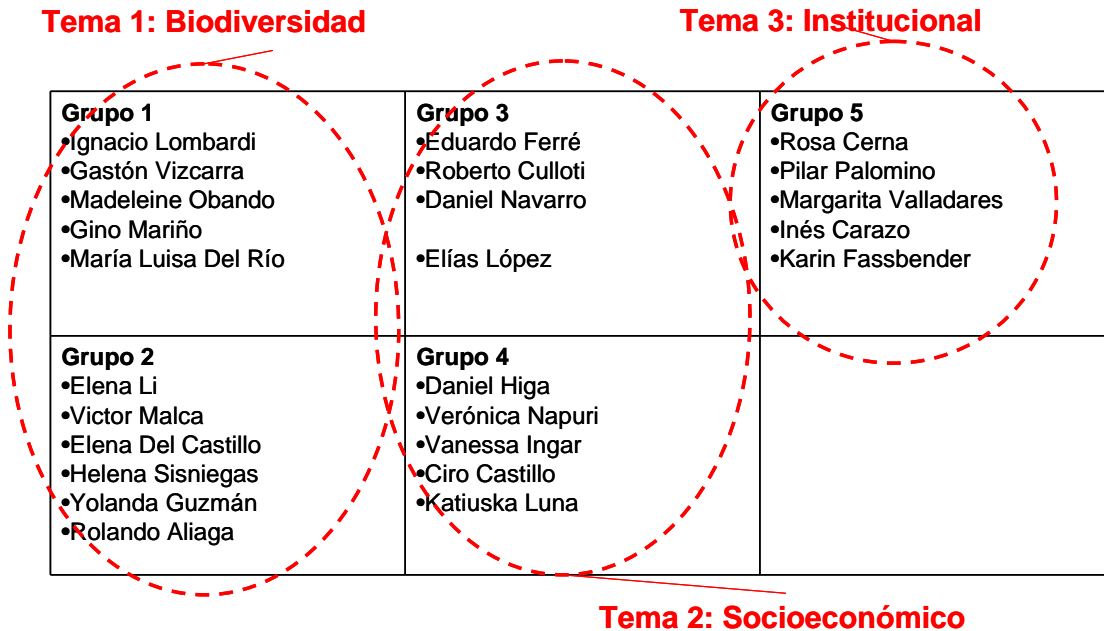 Tema 1: Biodiversidad
Tema 3: Institucional
Grupo 1
•Ignacio Lombardi
•Gastón Vizcarra
•Madeleine Obando
•Gino Mariño
•María Luisa Del Río
Grupo 3
•Eduardo Ferré
•Roberto Culloti
•Daniel Navarro
•Elías López
Grupo 5
•Rosa Cerna
•Pilar Palomino
•Margarita Valladares
•Inés Carazo
•Karin Fassbender
Grupo 2
•Elena Li
•Victor Malca
•Elena Del Castillo
•Helena Sisniegas
•Yolanda Guzmán
•Rolando Aliaga
Grupo 4
•Daniel Higa
•Verónica Napuri
•Vanessa Ingar
•Ciro Castillo
•Katiuska Luna
Tema 2: Socioeconómico